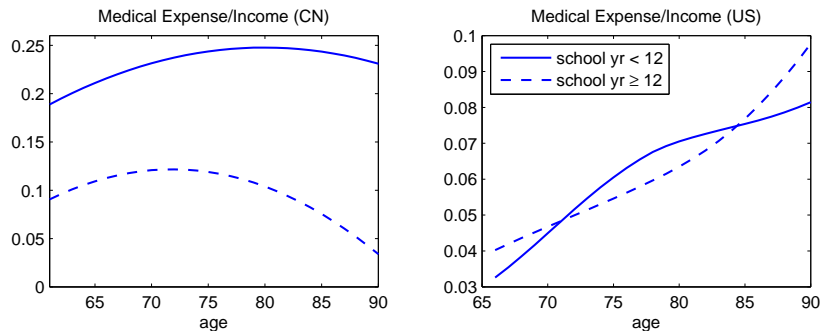 Medical Expense/Income (CN)
0.25
0.2
0.15
0.1
0.05
0
65 70 75 80 85 90
age
Medical Expense/Income (US)
0.1
0.09
0.08
0.07
0.06
0.05
0.04
0.03
school yr < 12
school yr ≥ 12
65 70 75 80 85 90
age